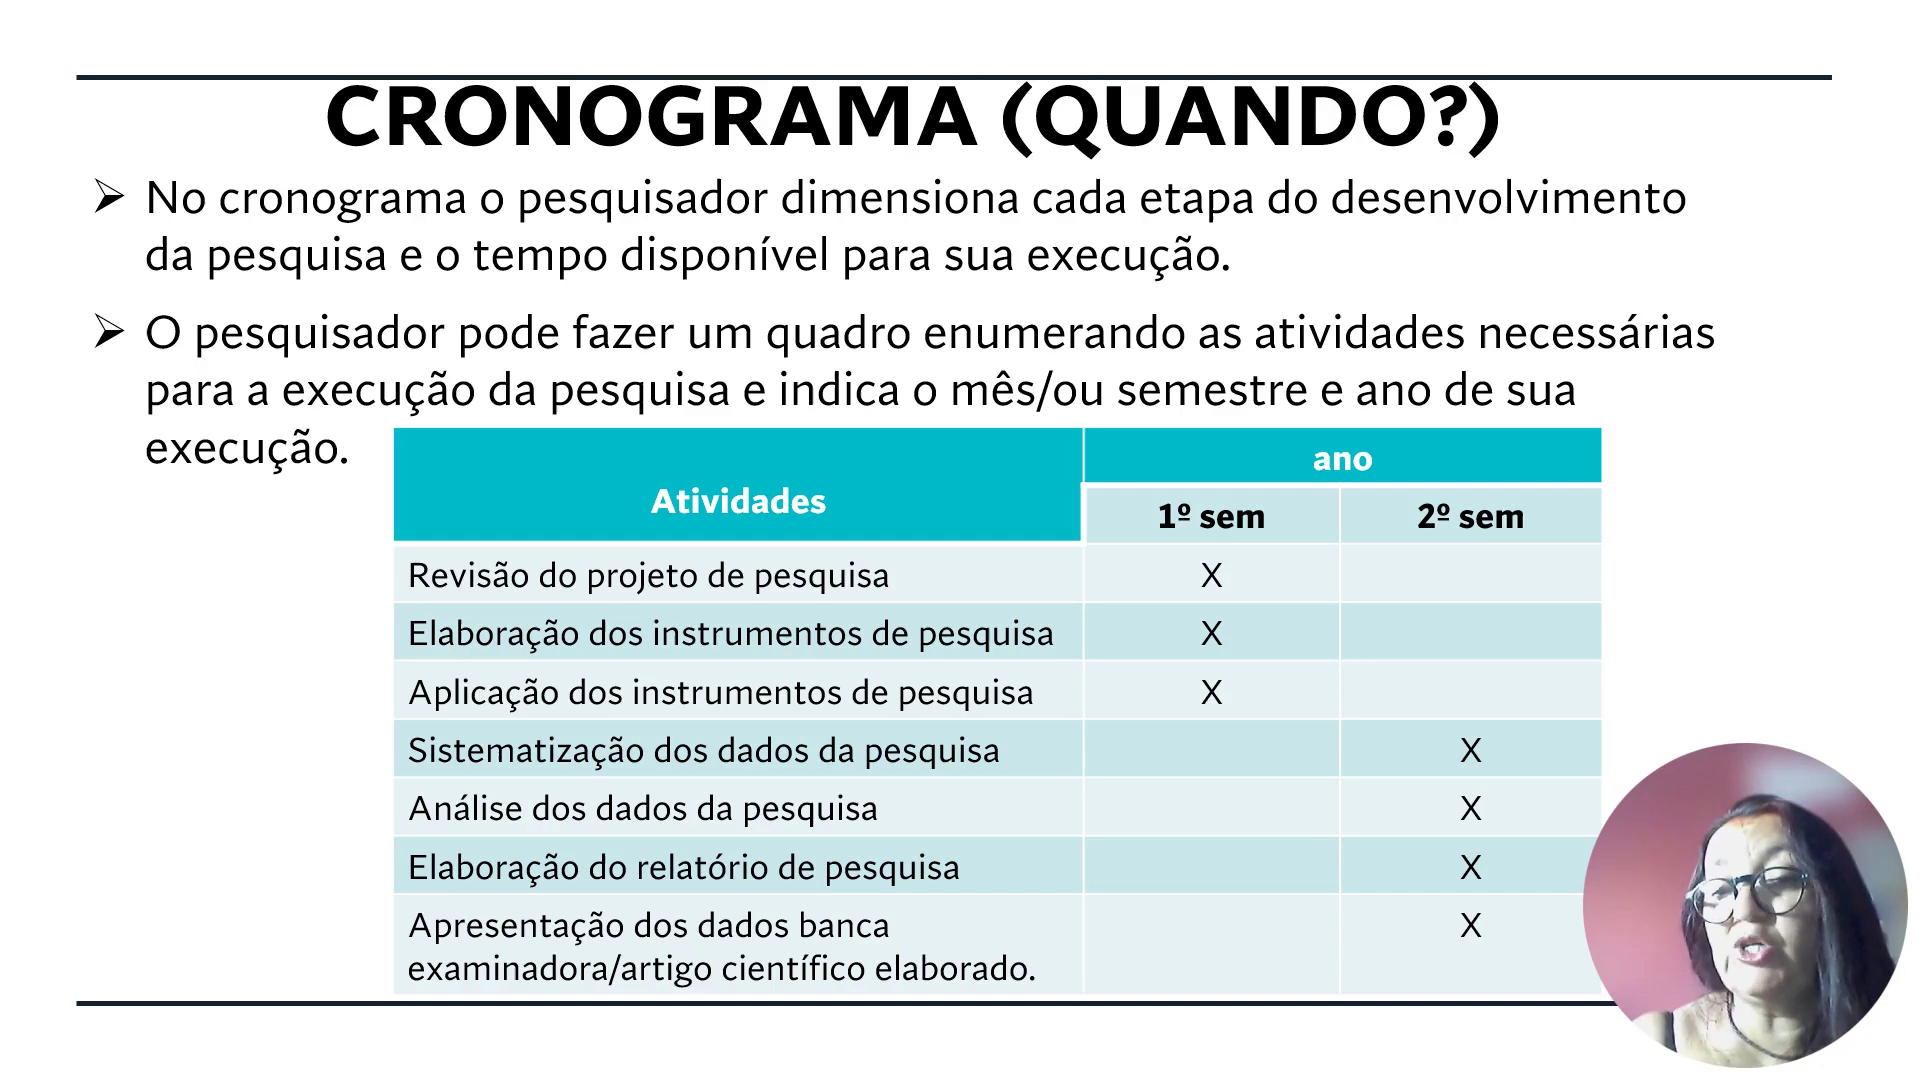 CRONOGRAMA (QUANDO?)
➢ No cronograma o pesquisador dimensiona cada etapa do desenvolvimento
da pesquisa e o tempo disponível para sua execução.
➢ O pesquisador pode fazer um quadro enumerando as atividades necessárias
para a execução da pesquisa e indica o mês/ou semestre e ano de sua
execução.
Atividades ano
1º sem 2º sem
Revisão do projeto de pesquisa X
Elaboração dos instrumentos de pesquisa X
Aplicação dos instrumentos de pesquisa X
Sistematização dos dados da pesquisa X
Análise dos dados da pesquisa X
Elaboração do relatório de pesquisa X
Apresentação dos dados banca X
examinadora/artigo científico elaborado.